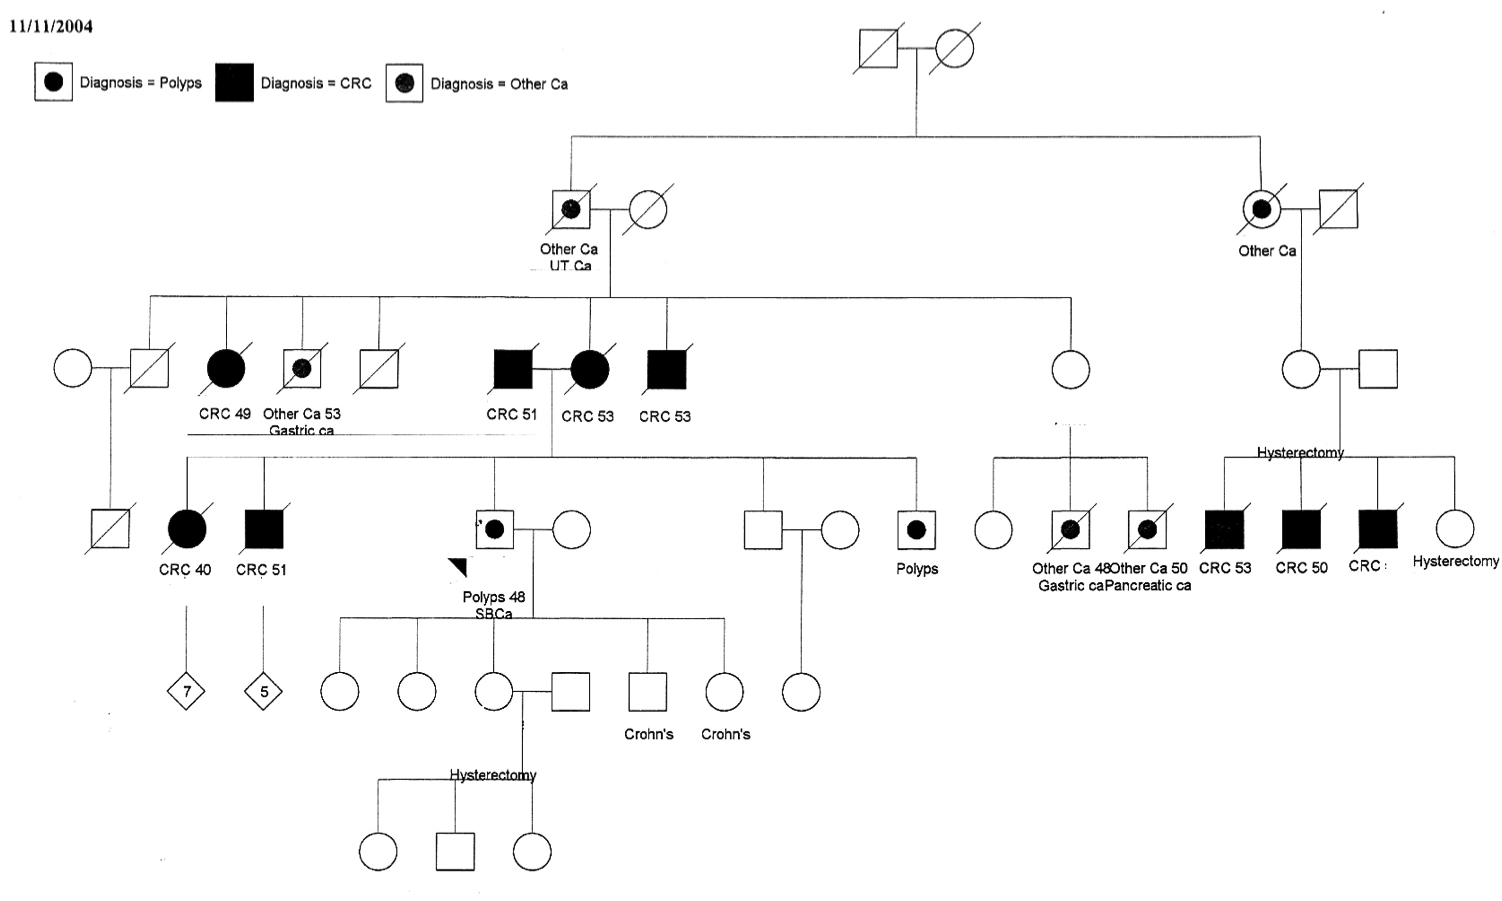 11/11/2004
Diagnosis = Polyps
Diagnosis = CRC
Diagnosis = Other Ca
Other Ca
UT Ca
Other Ca
CRC 49
Other Ca 53
Gastric ca
CRC 51
CRC 53
CRC 53
Hysterectomy
CRC 40
CRC 51
Polyps 48
SBCa
Polyps
Other Ca 48
Gastric ca
Other Ca 50
Pancreatic ca
CRC 53
CRC 50
CRC :
Hysterectomy
7
5
Crohn's
Crohn's
Hysterectomy